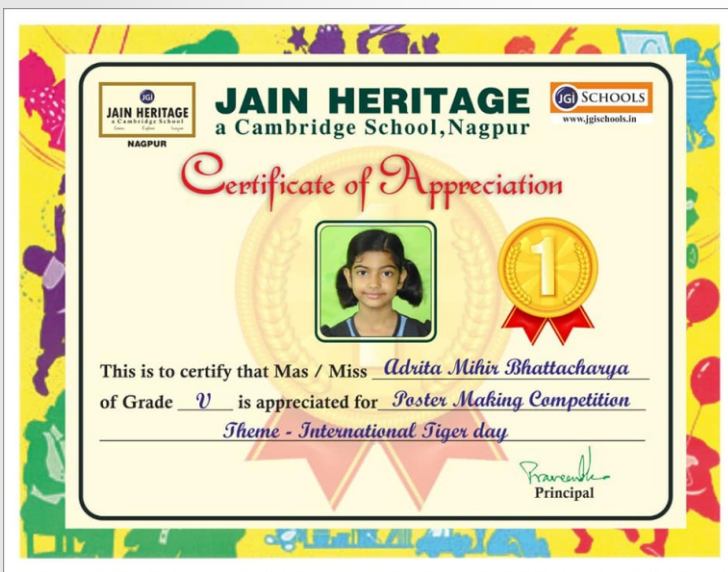 JGI
JAIN HERITAGE
a Cambridge School
NAGPUR
JAIN HERITAGE
a Cambridge School,Nagpur
JGI SCHOOLS
www.jgischools.in
Certificate of Appreciation
1
1
This is to certify that Mas / Miss Adrita Mihir Bhattacharya
of Grade V is appreciated for Poster Making Competition
Theme - International Tiger day
Principal